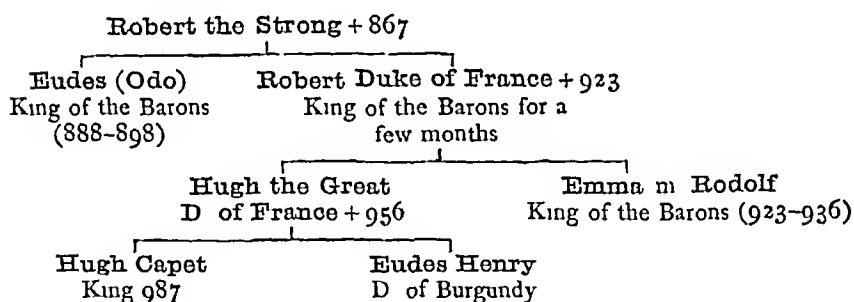 Robert the Strong + 867
Eudes (Odo)
King of the Barons
(888-898)
Robert Duke of France + 923
King of the Barons for a
few months
Hugh the Great
D of France + 956
Emma m Rodolf
King of the Barons (923-936)
Hugh Capet
King 987
Eudes Henry
D of Burgundy